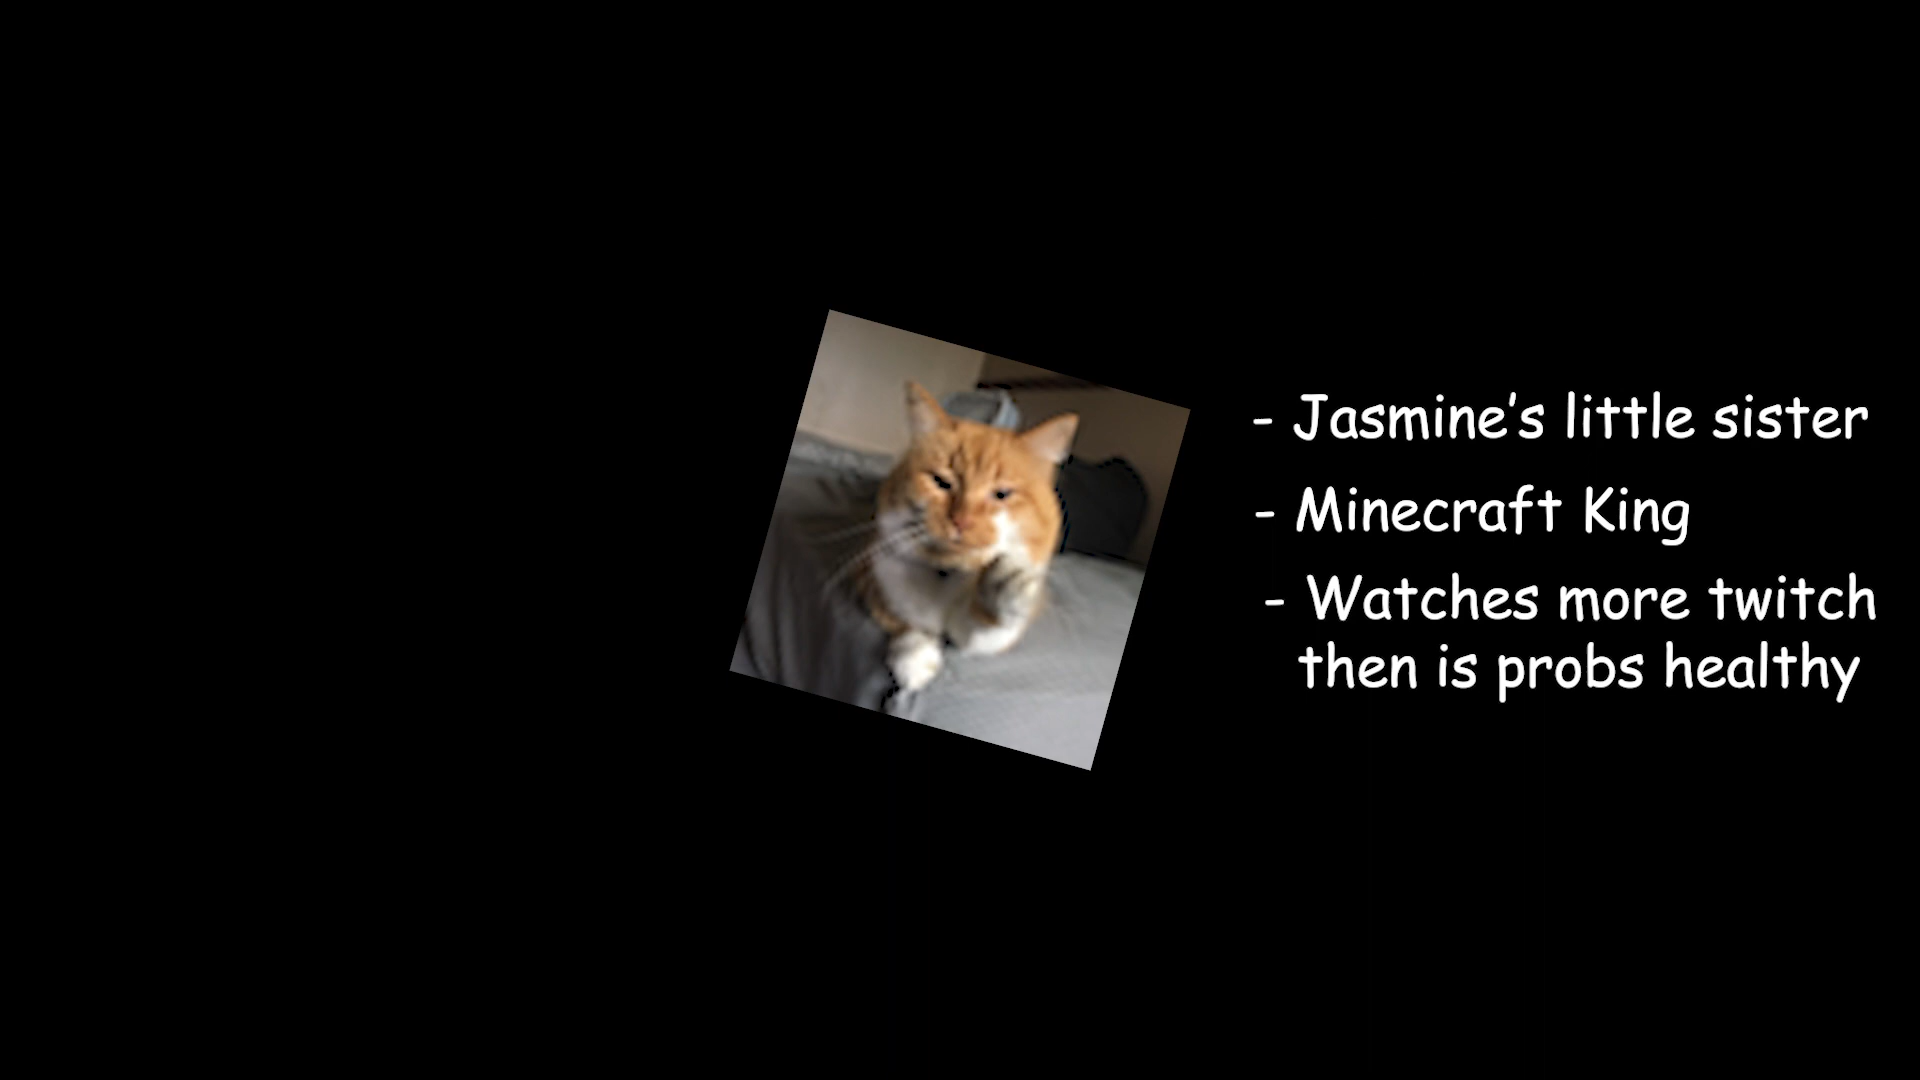 - Jasmine's little sister
- Minecraft King
- Watches more twitch
then is probs healthy